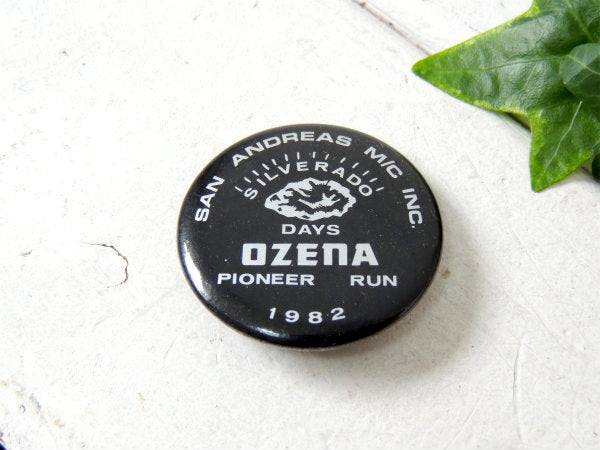 SAN ANDREAS M/C INC.
SILVERADO
DAYS
OZENA
PIONEER RUN
1982